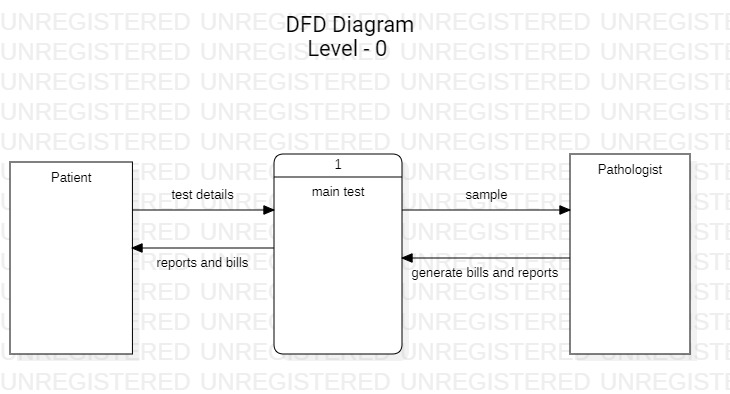 DFD Diagram
Level - 0
Patient
test details
reports and bills
1
main test
sample
generate bills and reports
Pathologist
UNREGISTERED UNREGISTERED UNREGISTERED UNREGISTERED